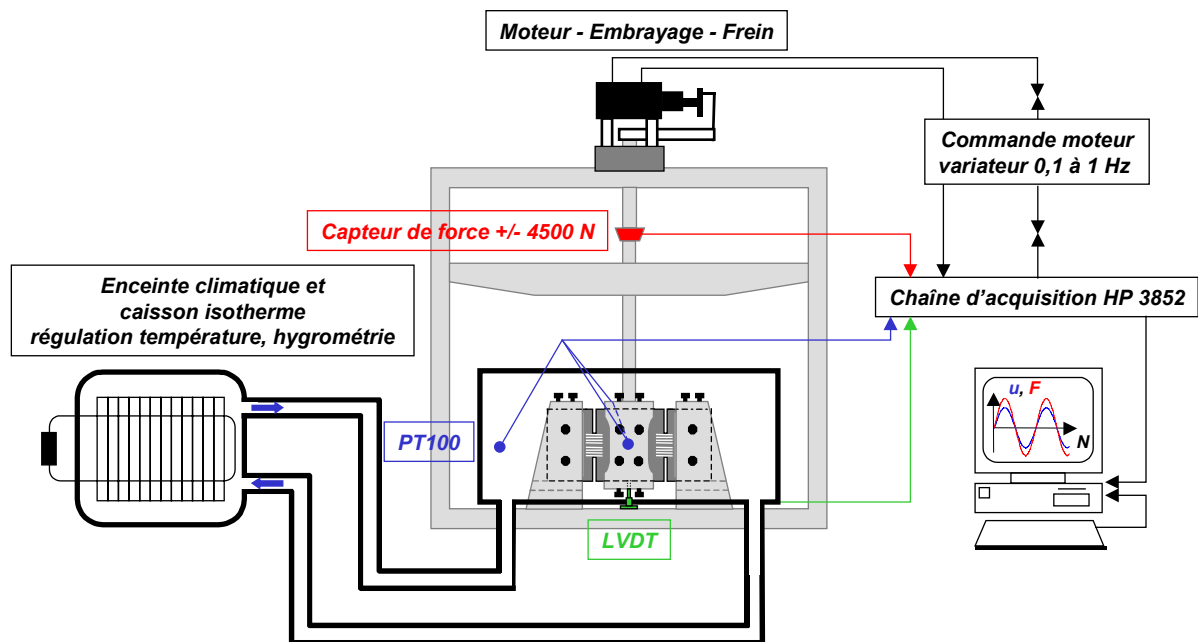 Moteur - Embrayage - Frein
Commande moteur
variateur 0,1 à 1 Hz
Capteur de force +/- 4500 N
Enceinte climatique et
caisson isotherme
régulation température, hygrométrie
Chaîne d'acquisition HP 3852
u, F
N
PT100
LVDT